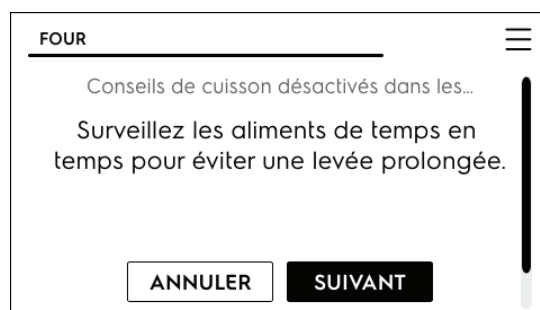 FOUR
Conseils de cuisson désactivés dans les...
Surveillez les aliments de temps en
temps pour éviter une levée prolongée.
ANNULER
SUIVANT